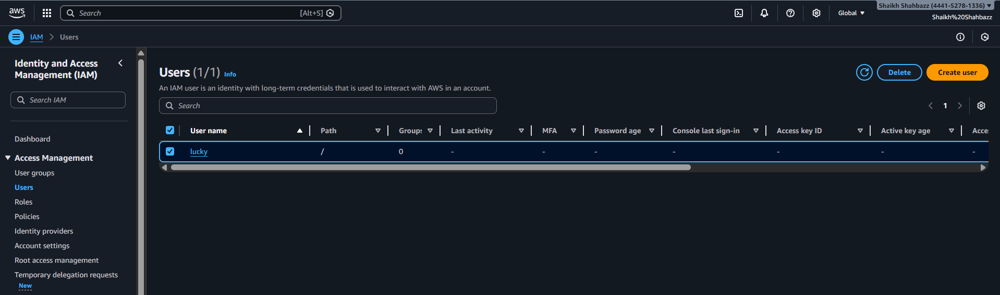 aws
Search [Alt+S]
Global
Shaikh Shahbazz (4441-5278-1336)
Shaikh%20Shahbazz
IAM > Users
Identity and Access
Management (IAM)
Search IAM
Dashboard
Access Management
User groups
Users
Roles
Policies
Identity providers
Account settings
Root access management
Temporary delegation requests
New
Users (1/1) Info
Delete
Create user
An IAM user is an identity with long-term credentials that is used to interact with AWS in an account.
Search
1
User name Path Groups Last activity MFA Password age Console last sign-in Access key ID Active key age Acce
lucky / 0 - - - - - - -